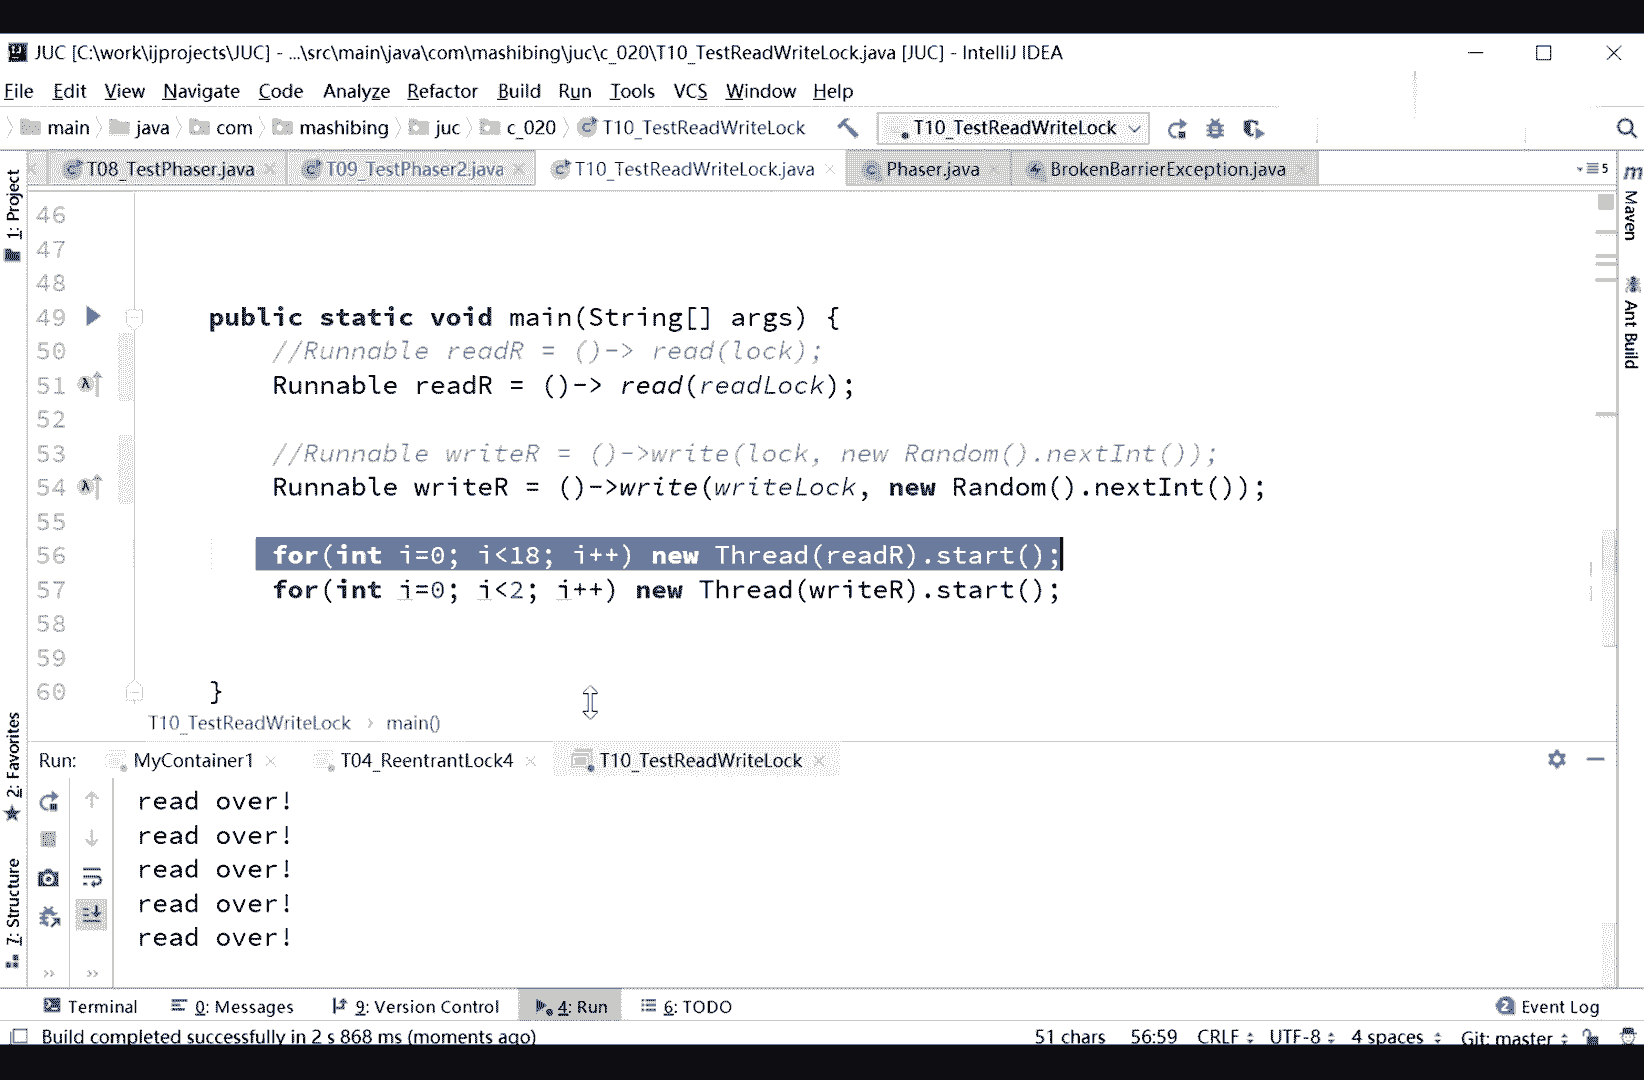 JUC [C:\work\ijprojects\JUC] - ...\src\main\java\com\mashibing\juc\c_020\T10_TestReadWriteLock.java [JUC] - IntelliJ IDEA
File Edit View Navigate Code Analyze Refactor Build Run Tools VCS Window Help
main java com mashibing juc c_020 T10_TestReadWriteLock T10_TestReadWriteLock
T08_TestPhaser.java T09_TestPhaser2.java T10_TestReadWriteLock.java Phaser.java BrokenBarrierException.java 5
1: Project
2: Favorites
7: Structure
Maven
Ant Build
46
47
48
49 public static void main(String[] args) {
50 //Runnable readR = ()-> read(lock);
51 Runnable readR = ()-> read(readLock);
52
53 //Runnable writeR = ()->write(lock, new Random().nextInt());
54 Runnable writeR = ()->write(writeLock, new Random().nextInt());
55
56 for(int i=0; i<18; i++) new Thread(readR).start();
57 for(int i=0; i<2; i++) new Thread(writeR).start();
58
59
60 }
T10_TestReadWriteLock › main()
Run: MyContainer1 T04_ReentrantLock4 T10_TestReadWriteLock
read over!
read over!
read over!
read over!
read over!
Terminal 0: Messages 9: Version Control 4: Run 6: TODO 2 Event Log
Build completed successfully in 2 s 868 ms (moments ago) 51 chars 56:59 CRLF UTF-8 4 spaces Git: master